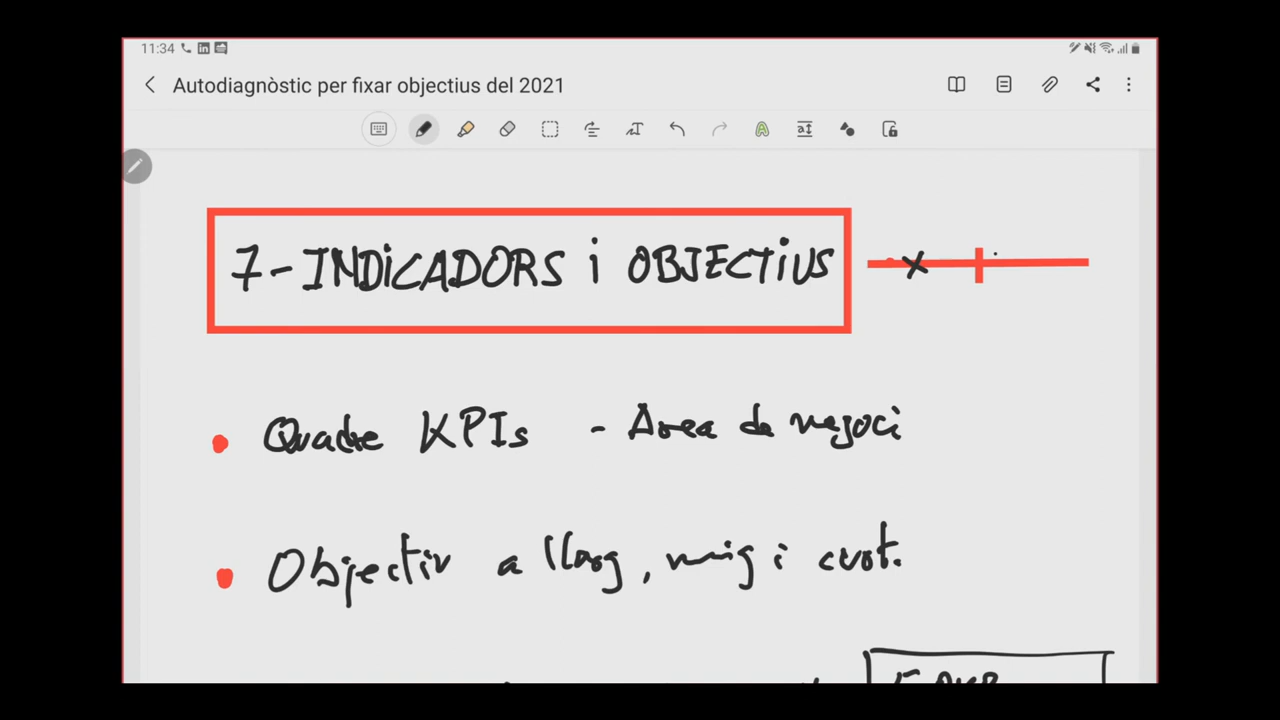 11:34
Autodiagnòstic per fixar objectius del 2021
7-INDiCADORS i OBJECTiUS
Quadre KPIs - Àrea de negoci
Objectiu a llarg, mig i curt.